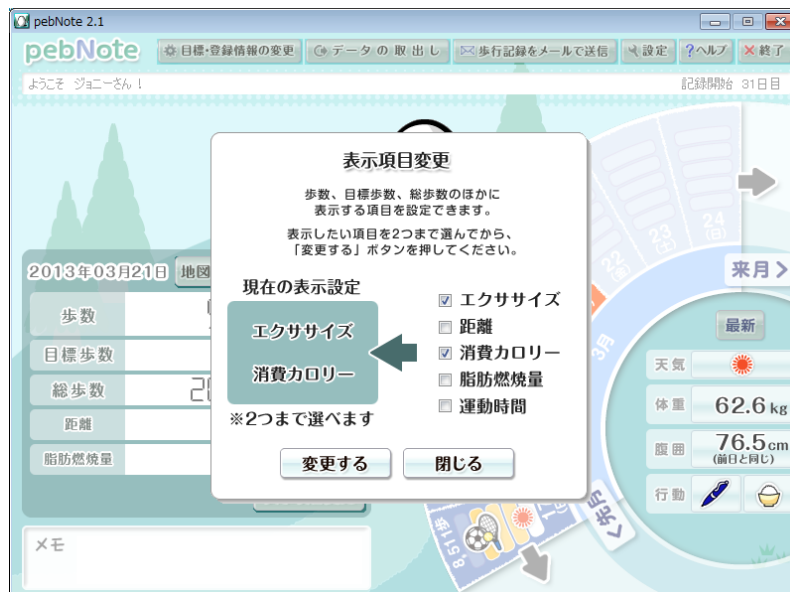 pebNote 2.1
pebNote
目標・登録情報の変更
データの取出し
歩行記録をメールで送信
設定
?ヘルプ
×終了
ようこそ ジョニーさん！
記録開始 31日目
表示項目変更
歩数、目標歩数、総歩数のほかに
表示する項目を設定できます。
表示したい項目を2つまで選んでから、
「変更する」ボタンを押してください。
現在の表示設定
エクササイズ
消費カロリー
※2つまで選べます
エクササイズ
距離
消費カロリー
脂肪燃焼量
運動時間
変更する
閉じる
2013年03月21日
地図
歩数
目標歩数
総歩数
距離
脂肪燃焼量
メモ
24
(日)
23
(土)
22
(金)
3月
来月
最新
天気
体重
62.6 kg
腹囲
76.5cm
(前日と同じ)
行動
先月
8,511歩